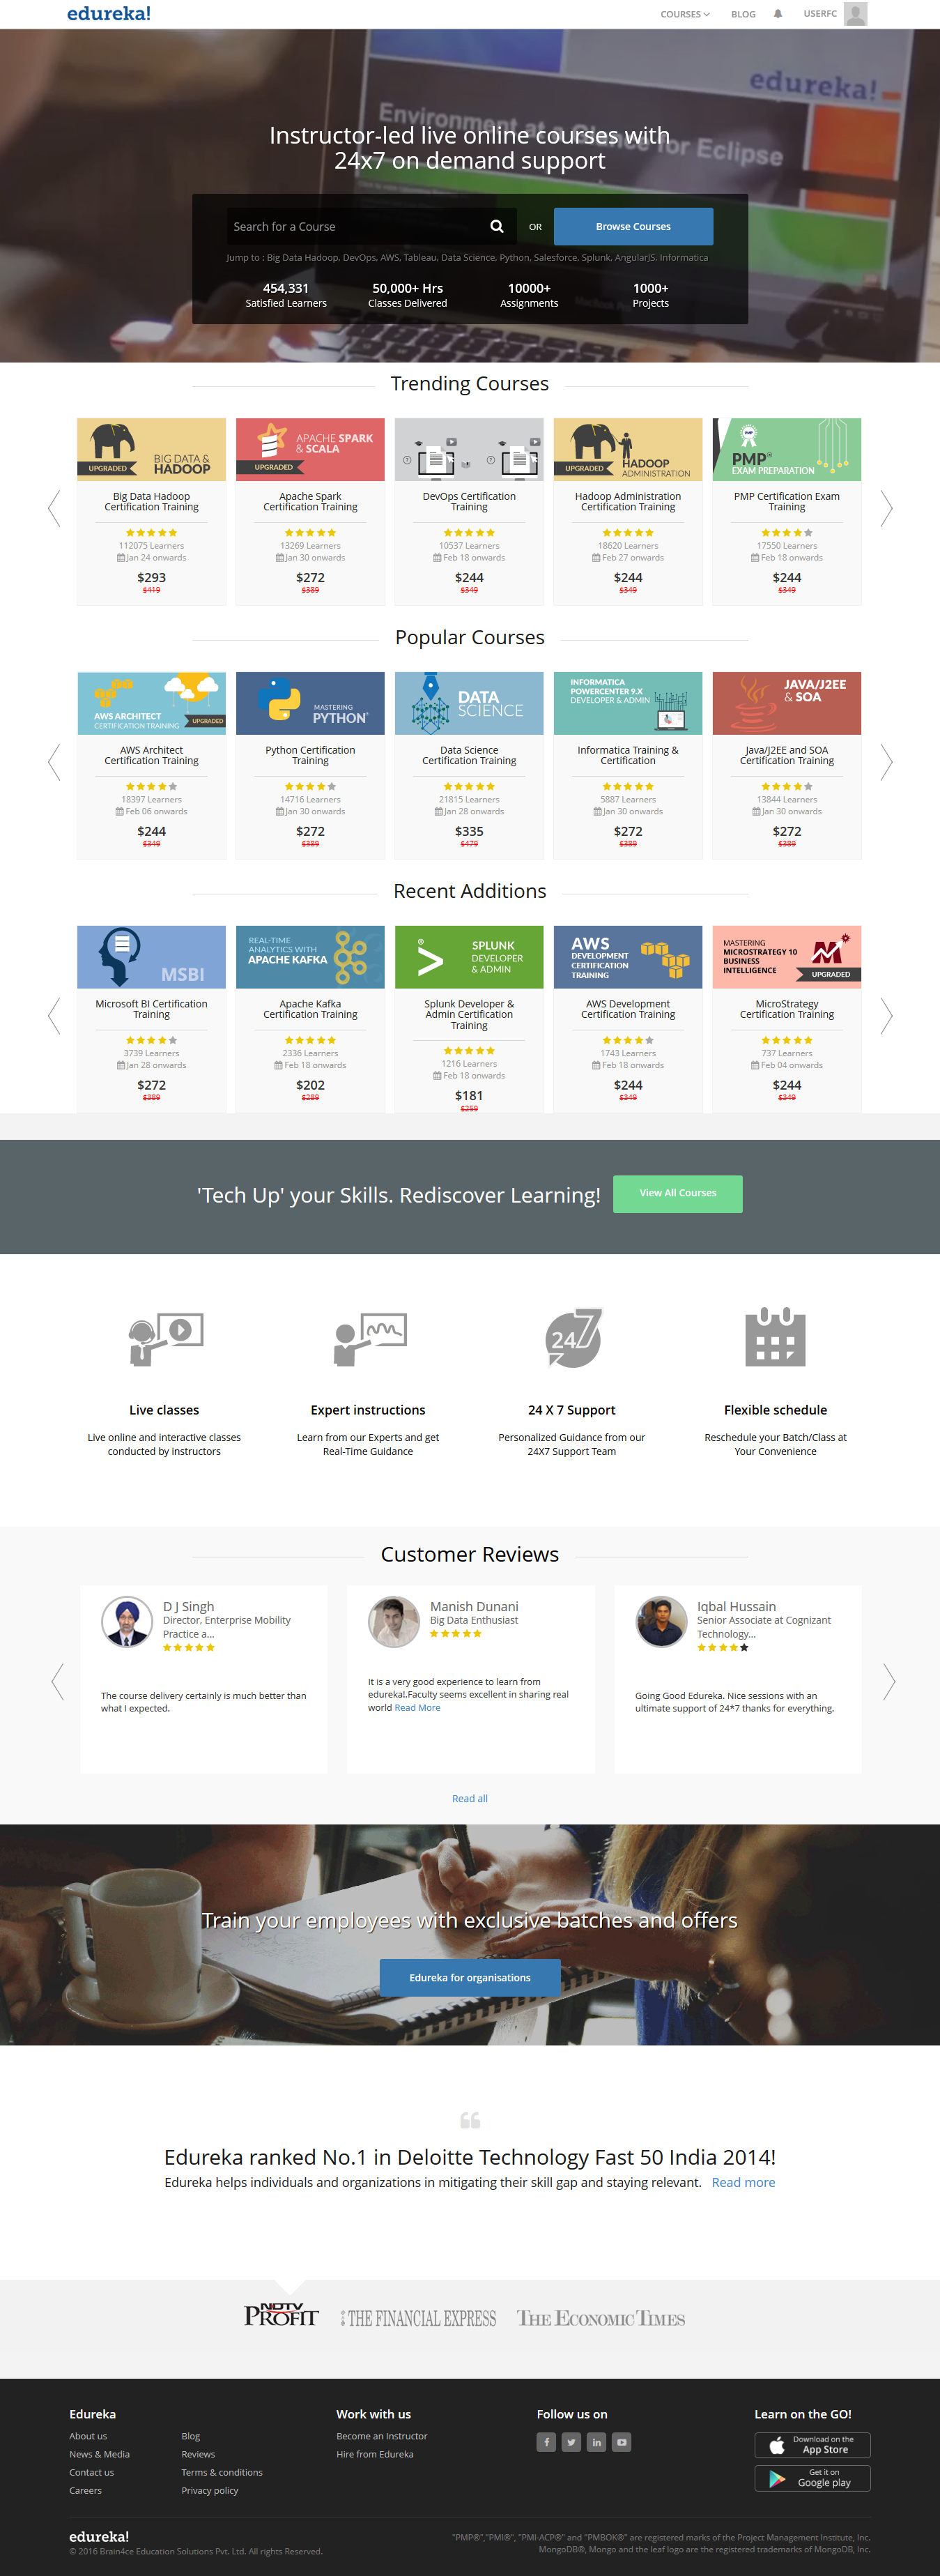 edureka!
COURSES
BLOG
USERFC
edureka!
Environment at a Glance for Eclipse
Instructor-led live online courses with
24x7 on demand support
Search for a Course
OR
Browse Courses
Jump to : Big Data Hadoop, DevOps, AWS, Tableau, Data Science, Python, Salesforce, Splunk, AngularJS, Informatica
454,331
Satisfied Learners
50,000+ Hrs
Classes Delivered
10000+
Assignments
1000+
Projects
Trending Courses
UPGRADED
BIG DATA &
HADOOP
Big Data Hadoop
Certification Training
112075 Learners
Jan 24 onwards
$293
$419
APACHE SPARK
& SCALA
UPGRADED
Apache Spark
Certification Training
13269 Learners
Jan 30 onwards
$272
$389
DevOps Certification
Training
10537 Learners
Feb 18 onwards
$244
$349
UPGRADED
HADOOP
ADMINISTRATION
Hadoop Administration
Certification Training
18620 Learners
Feb 27 onwards
$244
$349
PMP
PMP®
EXAM PREPARATION
PMP Certification Exam
Training
17550 Learners
Feb 18 onwards
$244
$349
Popular Courses
AWS ARCHITECT
CERTIFICATION TRAINING
UPGRADED
AWS Architect
Certification Training
18397 Learners
Feb 06 onwards
$244
$349
MASTERING
PYTHON®
Python Certification
Training
14716 Learners
Jan 30 onwards
$272
$389
DATA
SCIENCE
Data Science
Certification Training
21815 Learners
Jan 28 onwards
$335
$479
INFORMATICA
POWERCENTER 9.X
DEVELOPER & ADMIN
Informatica Training &
Certification
5887 Learners
Jan 30 onwards
$272
$389
JAVA/J2EE
& SOA
Java/J2EE and SOA
Certification Training
13844 Learners
Jan 30 onwards
$272
$389
Recent Additions
MSBI
Microsoft BI Certification
Training
3739 Learners
Jan 28 onwards
$272
$389
REAL-TIME
ANALYTICS WITH
APACHE KAFKA
Apache Kafka
Certification Training
2336 Learners
Feb 18 onwards
$202
$289
®
SPLUNK
DEVELOPER
& ADMIN
Splunk Developer &
Admin Certification
Training
1216 Learners
Feb 18 onwards
$181
$259
AWS
DEVELOPMENT
CERTIFICATION
TRAINING
AWS Development
Certification Training
1743 Learners
Feb 18 onwards
$244
$349
MASTERING
MICROSTRATEGY 10
BUSINESS
INTELLIGENCE
UPGRADED
MicroStrategy
Certification Training
737 Learners
Feb 04 onwards
$244
$349
'Tech Up' your Skills. Rediscover Learning!
View All Courses
24 7
Live classes
Live online and interactive classes
conducted by instructors
Expert instructions
Learn from our Experts and get
Real-Time Guidance
24 X 7 Support
Personalized Guidance from our
24X7 Support Team
Flexible schedule
Reschedule your Batch/Class at
Your Convenience
Customer Reviews
D J Singh
Director, Enterprise Mobility
Practice a...
The course delivery certainly is much better than
what I expected.
Manish Dunani
Big Data Enthusiast
It is a very good experience to learn from
edureka!.Faculty seems excellent in sharing real
world Read More
Iqbal Hussain
Senior Associate at Cognizant
Technology...
Going Good Edureka. Nice sessions with an
ultimate support of 24*7 thanks for everything.
Read all
Train your employees with exclusive batches and offers
Edureka for organisations
Edureka ranked No.1 in Deloitte Technology Fast 50 India 2014!
Edureka helps individuals and organizations in mitigating their skill gap and staying relevant. Read more
NDTV
PROFIT
THE FINANCIAL EXPRESS
THE ECONOMIC TIMES
Edureka
About us
News & Media
Contact us
Careers
Blog
Reviews
Terms & conditions
Privacy policy
Work with us
Become an Instructor
Hire from Edureka
Follow us on
Learn on the GO!
Download on the
App Store
Get it on
Google play
edureka!
© 2016 Brain4ce Education Solutions Pvt. Ltd. All rights Reserved.
"PMP®","PMI®", "PMI-ACP®" and "PMBOK®" are registered marks of the Project Management Institute, Inc.
MongoDB®, Mongo and the leaf logo are the registered trademarks of MongoDB, Inc.